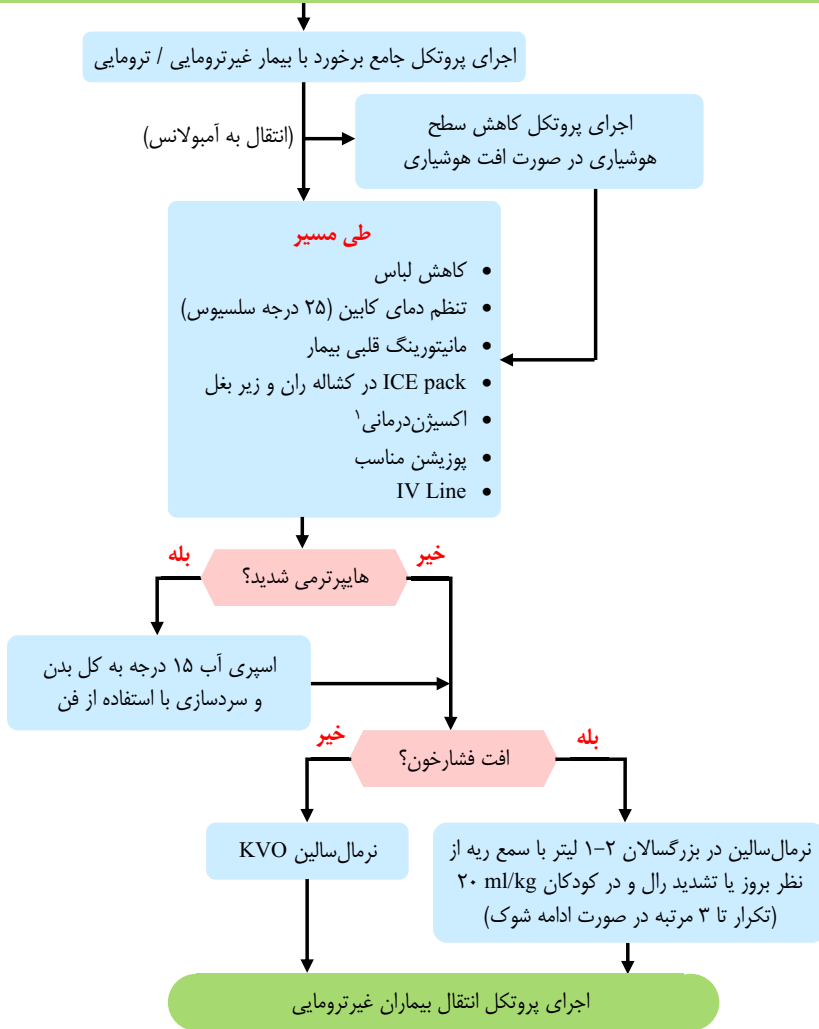 اجرای پروتکل جامع برخورد با بیمار غیرترومایی / ترومایی
(انتقال به آمبولانس)
اجرای پروتکل کاهش سطح
هوشیاری در صورت افت هوشیاری
طی مسیر
• کاهش لباس
• تنظم دمای کابین (۲۵ درجه سلسیوس)
• مانیتورینگ قلبی بیمار
• ICE pack در کشاله ران و زیر بغل
• اکسیژن‌درمانی۱
• پوزیشن مناسب
• IV Line
هایپرترمی شدید؟
خیر
بله
اسپری آب ۱۵ درجه به کل بدن
و سردسازی با استفاده از فن
افت فشارخون؟
بله
خیر
نرمال‌سالین در بزرگسالان ۲-۱ لیتر با سمع ریه از
نظر بروز یا تشدید رال و در کودکان ۲۰ ml/kg
(تکرار تا ۳ مرتبه در صورت ادامه شوک)
نرمال‌سالین KVO
اجرای پروتکل انتقال بیماران غیرترومایی